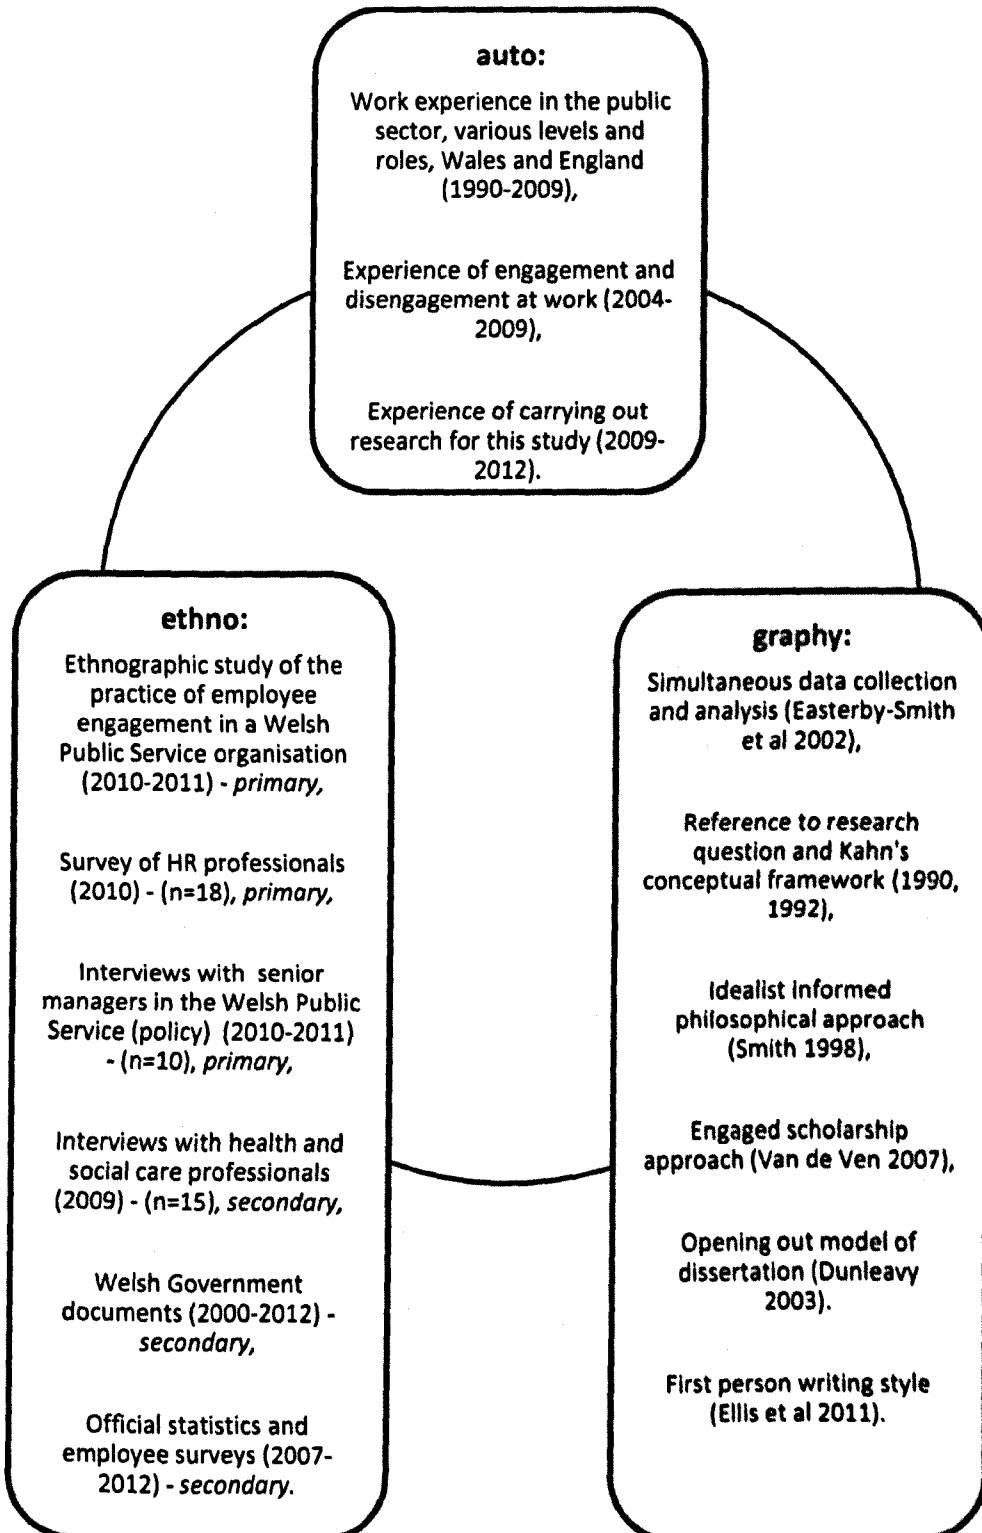 auto:
Work experience in the public
sector, various levels and
roles, Wales and England
(1990-2009),
Experience of engagement and
disengagement at work (2004-
2009),
Experience of carrying out
research for this study (2009-
2012).
ethno:
Ethnographic study of the
practice of employee
engagement in a Welsh
Public Service organisation
(2010-2011) - primary,
Survey of HR professionals
(2010) - (n=18), primary,
Interviews with senior
managers in the Welsh Public
Service (policy) (2010-2011)
- (n=10), primary,
Interviews with health and
social care professionals
(2009) - (n=15), secondary,
Welsh Government
documents (2000-2012) -
secondary,
Official statistics and
employee surveys (2007-
2012) - secondary.
graphy:
Simultaneous data collection
and analysis (Easterby-Smith
et al 2002),
Reference to research
question and Kahn's
conceptual framework (1990,
1992),
Idealist informed
philosophical approach
(Smith 1998),
Engaged scholarship
approach (Van de Ven 2007),
Opening out model of
dissertation (Dunleavy
2003).
First person writing style
(Ellis et al 2011).